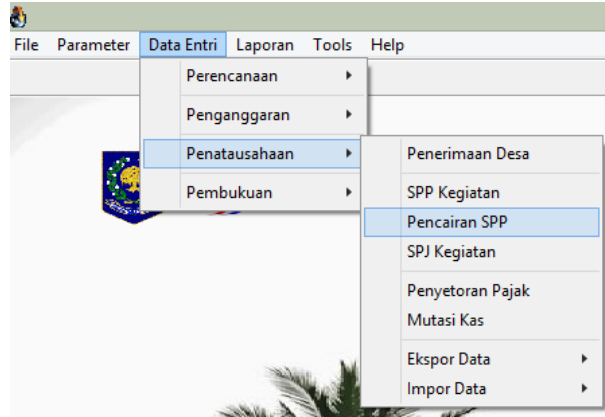 File Parameter Data Entri Laporan Tools Help
Perencanaan
Penganggaran
Penatausahaan
Pembukuan
Penerimaan Desa
SPP Kegiatan
Pencairan SPP
SPJ Kegiatan
Penyetoran Pajak
Mutasi Kas
Ekspor Data
Impor Data